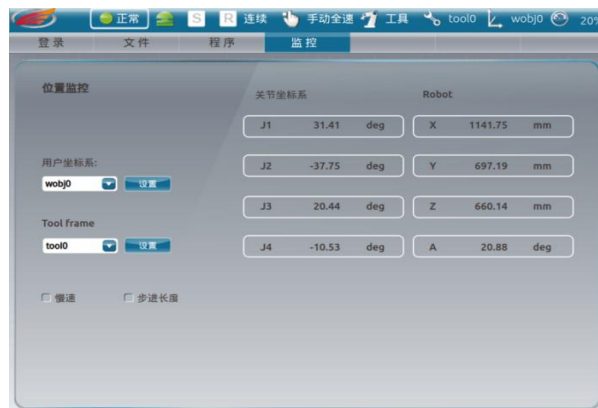 正常 S R 连续 手动全速 工具 tool0 wobj0 20%
登录 文件 程序 监控
位置监控
关节坐标系 Robot
J1 31.41 deg X 1141.75 mm
用户坐标系: J2 -37.75 deg Y 697.19 mm
wobj0 设置
J3 20.44 deg Z 660.14 mm
Tool frame
tool0 设置 J4 -10.53 deg A 20.88 deg
慢速 步进长度